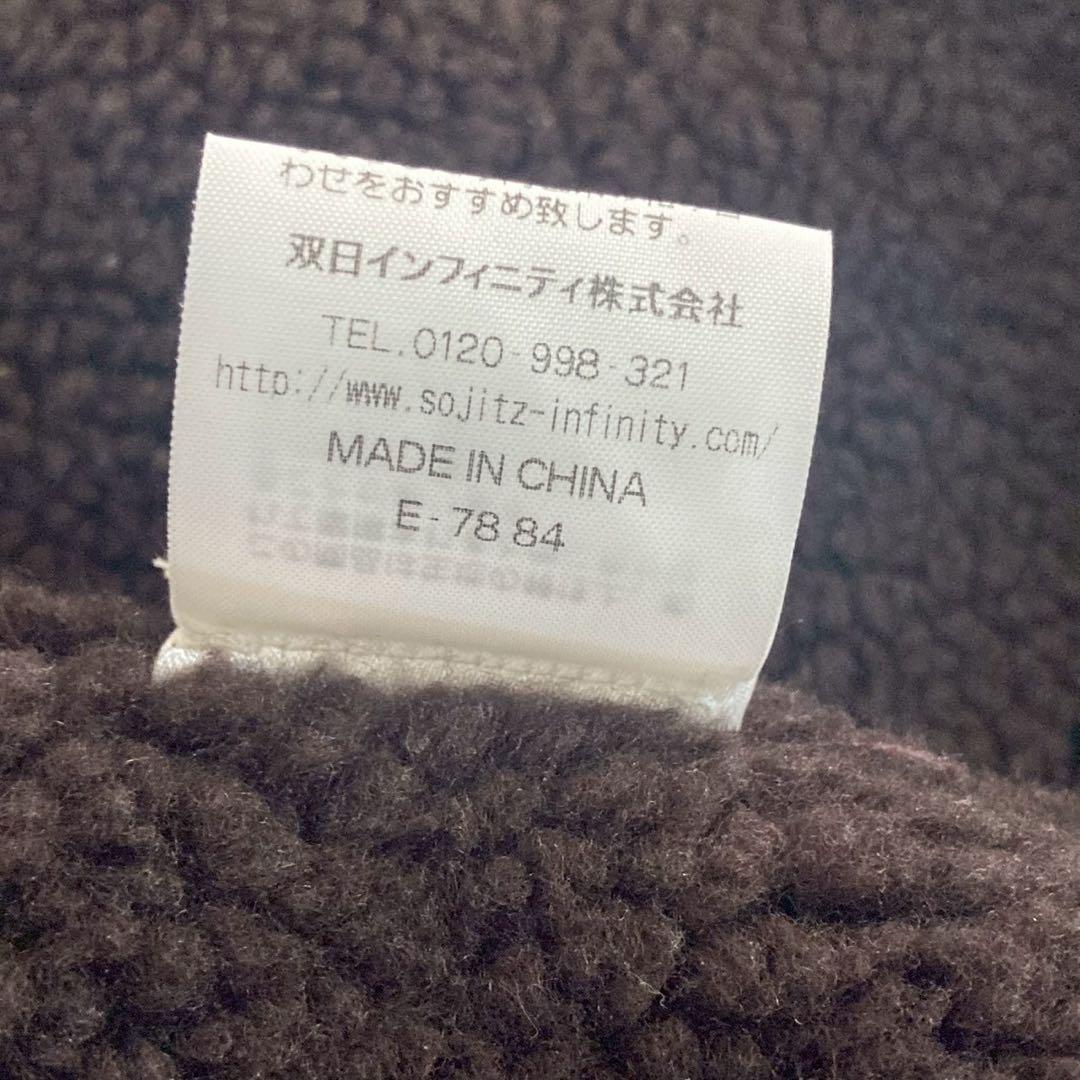 わせをおすすめ致します。
双日インフィニティ株式会社
TEL.0120-998-321
http://www.sojitz-infinity.com/
MADE IN CHINA
E-78 84